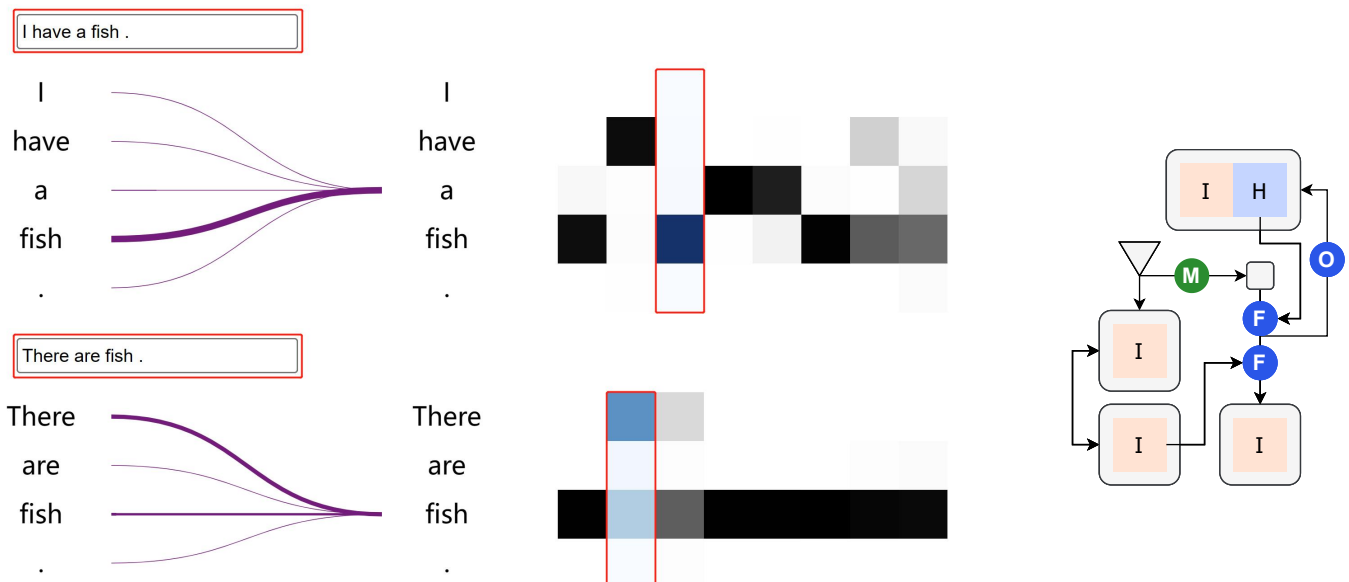 I have a fish .
I I
have have
a a
fish fish
. .
There are fish .
There There
are are
fish fish
. .
I H
O
M
F
I
F
I I